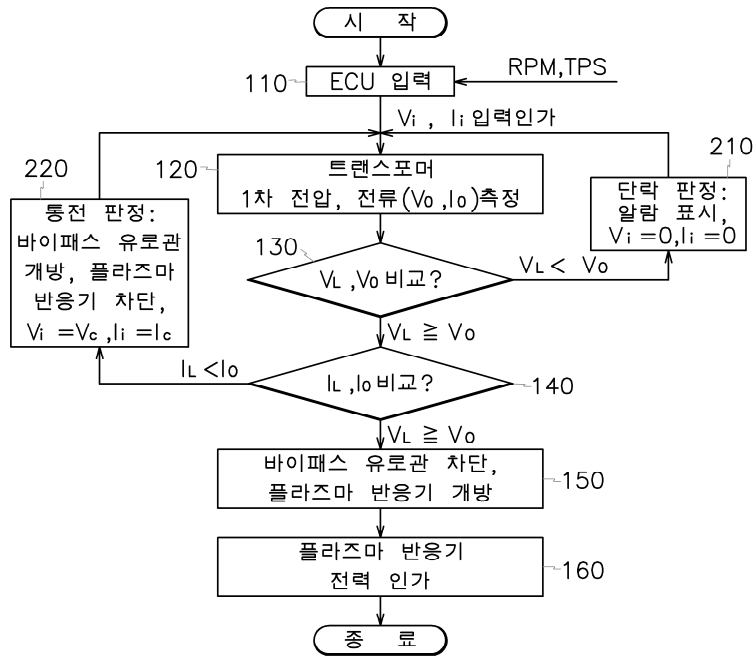 시 작
RPM,TPS
110
ECU 입력
Vi , Ii 입력인가
220
통전 판정:
바이패스 유로관
개방, 플라즈마
반응기 차단,
Vi =Vc ,Ii =Ic
120
트랜스포머
1차 전압, 전류(Vo ,Io)측정
210
단락 판정:
알람 표시,
Vi =0,Ii =0
130
VL ,Vo 비교?
VL < Vo
VL ≧ Vo
IL <Io
IL ,Io 비교?
140
VL ≧ Vo
바이패스 유로관 차단,
플라즈마 반응기 개방
150
플라즈마 반응기
전력 인가
160
종 료